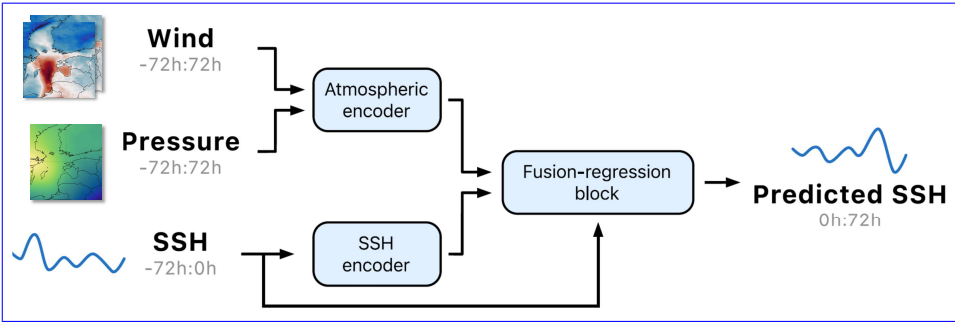 Wind
-72h:72h
Atmospheric
encoder
Pressure
-72h:72h
Fusion-regression
block
Predicted SSH
0h:72h
SSH
-72h:0h
SSH
encoder